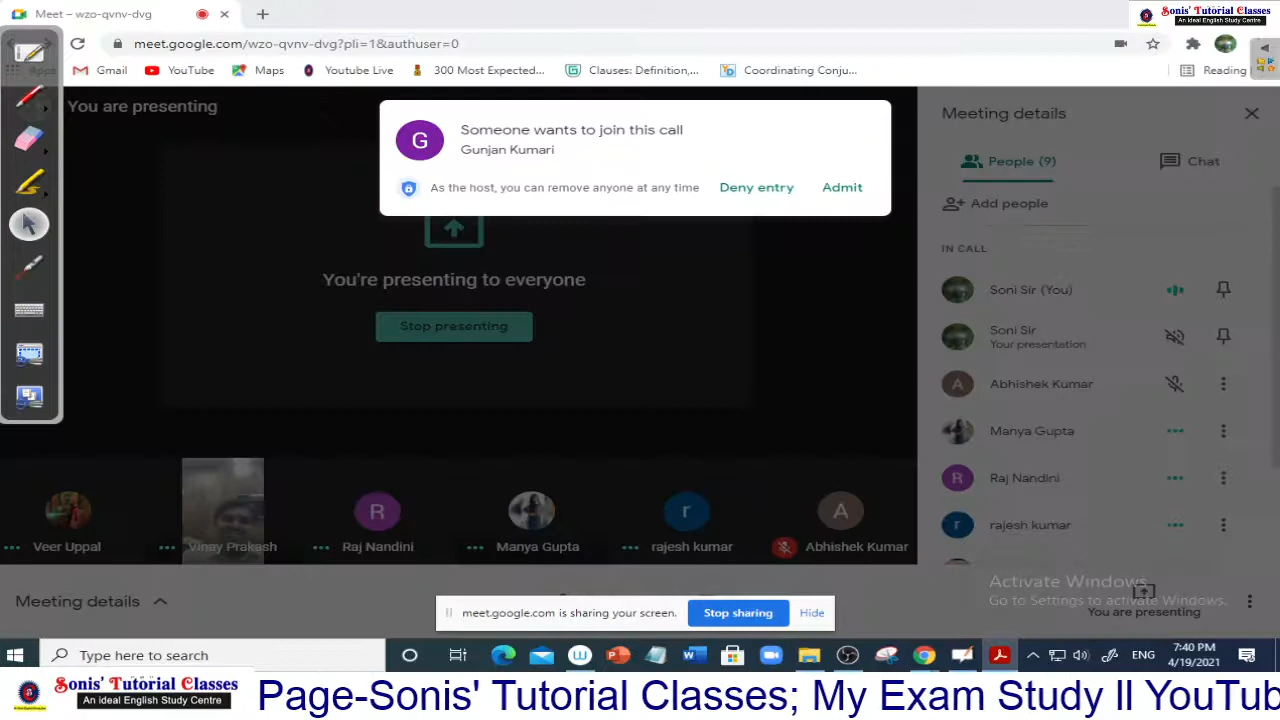 Meet – wzo-qvnv-dvg
Sonis' Tutorial Classes
An Ideal English Study Centre
meet.google.com/wzo-qvnv-dvg?pli=1&authuser=0
Apps
Gmail
YouTube
Maps
Youtube Live
300 Most Expected...
Clauses: Definition,...
Coordinating Conju...
Reading
You are presenting
G
Someone wants to join this call
Gunjan Kumari
As the host, you can remove anyone at any time
Deny entry
Admit
You're presenting to everyone
Stop presenting
Meeting details
People (9)
Chat
Add people
IN CALL
Soni Sir (You)
Soni Sir
Your presentation
A
Abhishek Kumar
Manya Gupta
R
Raj Nandini
r
rajesh kumar
R
r
A
Veer Uppal
Vinay Prakash
Raj Nandini
Manya Gupta
rajesh kumar
Abhishek Kumar
Activate Windows
Go to Settings to activate Windows.
You are presenting
Meeting details
meet.google.com is sharing your screen.
Stop sharing
Hide
Type here to search
ENG
7:40 PM
4/19/2021
Sonis' Tutorial Classes
An Ideal English Study Centre
Page-Sonis' Tutorial Classes; My Exam Study ll YouTub